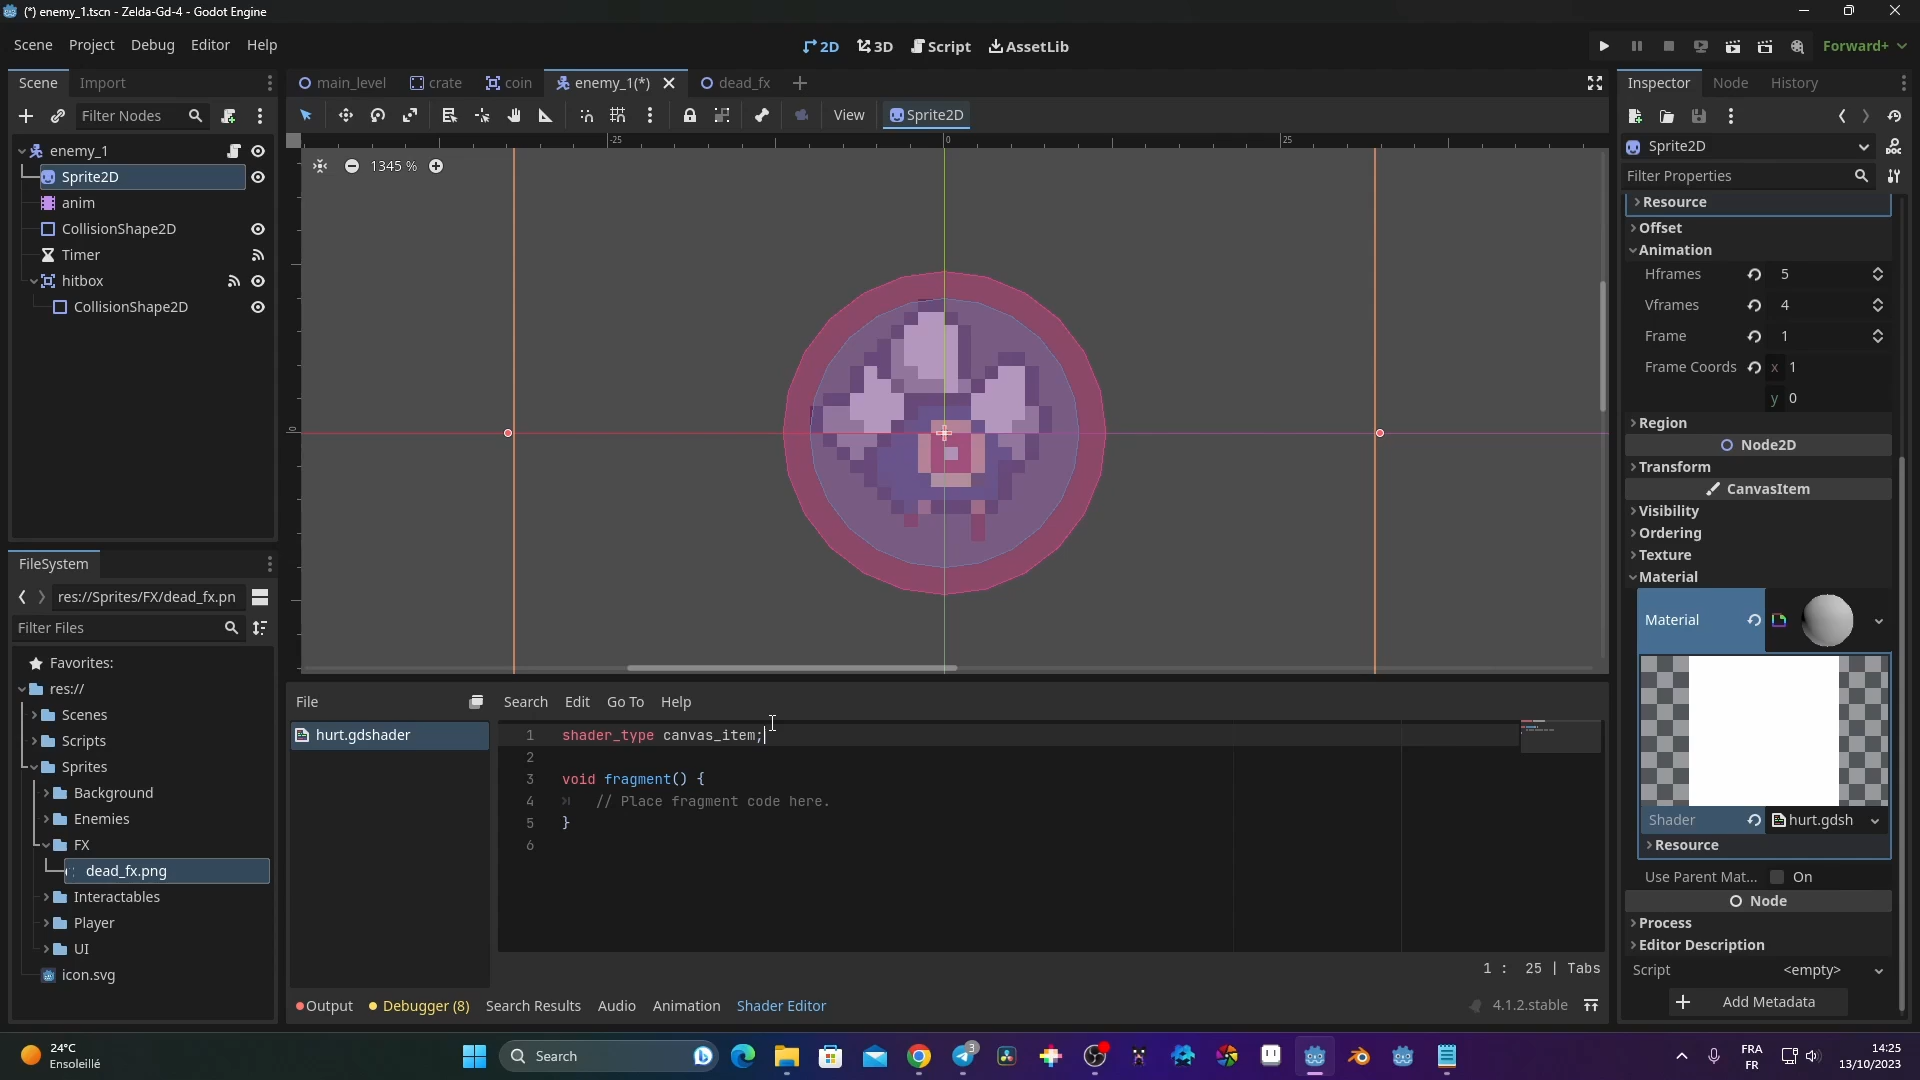 (*) enemy_1.tscn - Zelda-Gd-4 - Godot Engine
Scene Project Debug Editor Help
2D 3D Script AssetLib
Forward+
Scene Import
main_level crate coin enemy_1(*) dead_fx
Inspector Node History
Filter Nodes
View Sprite2D
enemy_1
Sprite2D
anim
CollisionShape2D
Timer
hitbox
CollisionShape2D
1345 %
-25 0 25
0
Sprite2D
Filter Properties
Resource
Offset
Animation
Hframes 5
Vframes 4
Frame 1
Frame Coords x 1
y 0
Region
Node2D
Transform
CanvasItem
Visibility
Ordering
Texture
Material
Material
Shader hurt.gdsh
Resource
Use Parent Mat... On
Node
Process
Editor Description
Script <empty>
Add Metadata
FileSystem
res://Sprites/FX/dead_fx.pn
Filter Files
Favorites:
res://
Scenes
Scripts
Sprites
Background
Enemies
FX
dead_fx.png
Interactables
Player
UI
icon.svg
File Search Edit Go To Help
hurt.gdshader
1 shader_type canvas_item;
2
3 void fragment() {
4 // Place fragment code here.
5 }
6
1 : 25 | Tabs
Output Debugger (8) Search Results Audio Animation Shader Editor
4.1.2.stable
24°C
Ensoleillé
Search
3
FRA
FR
14:25
13/10/2023